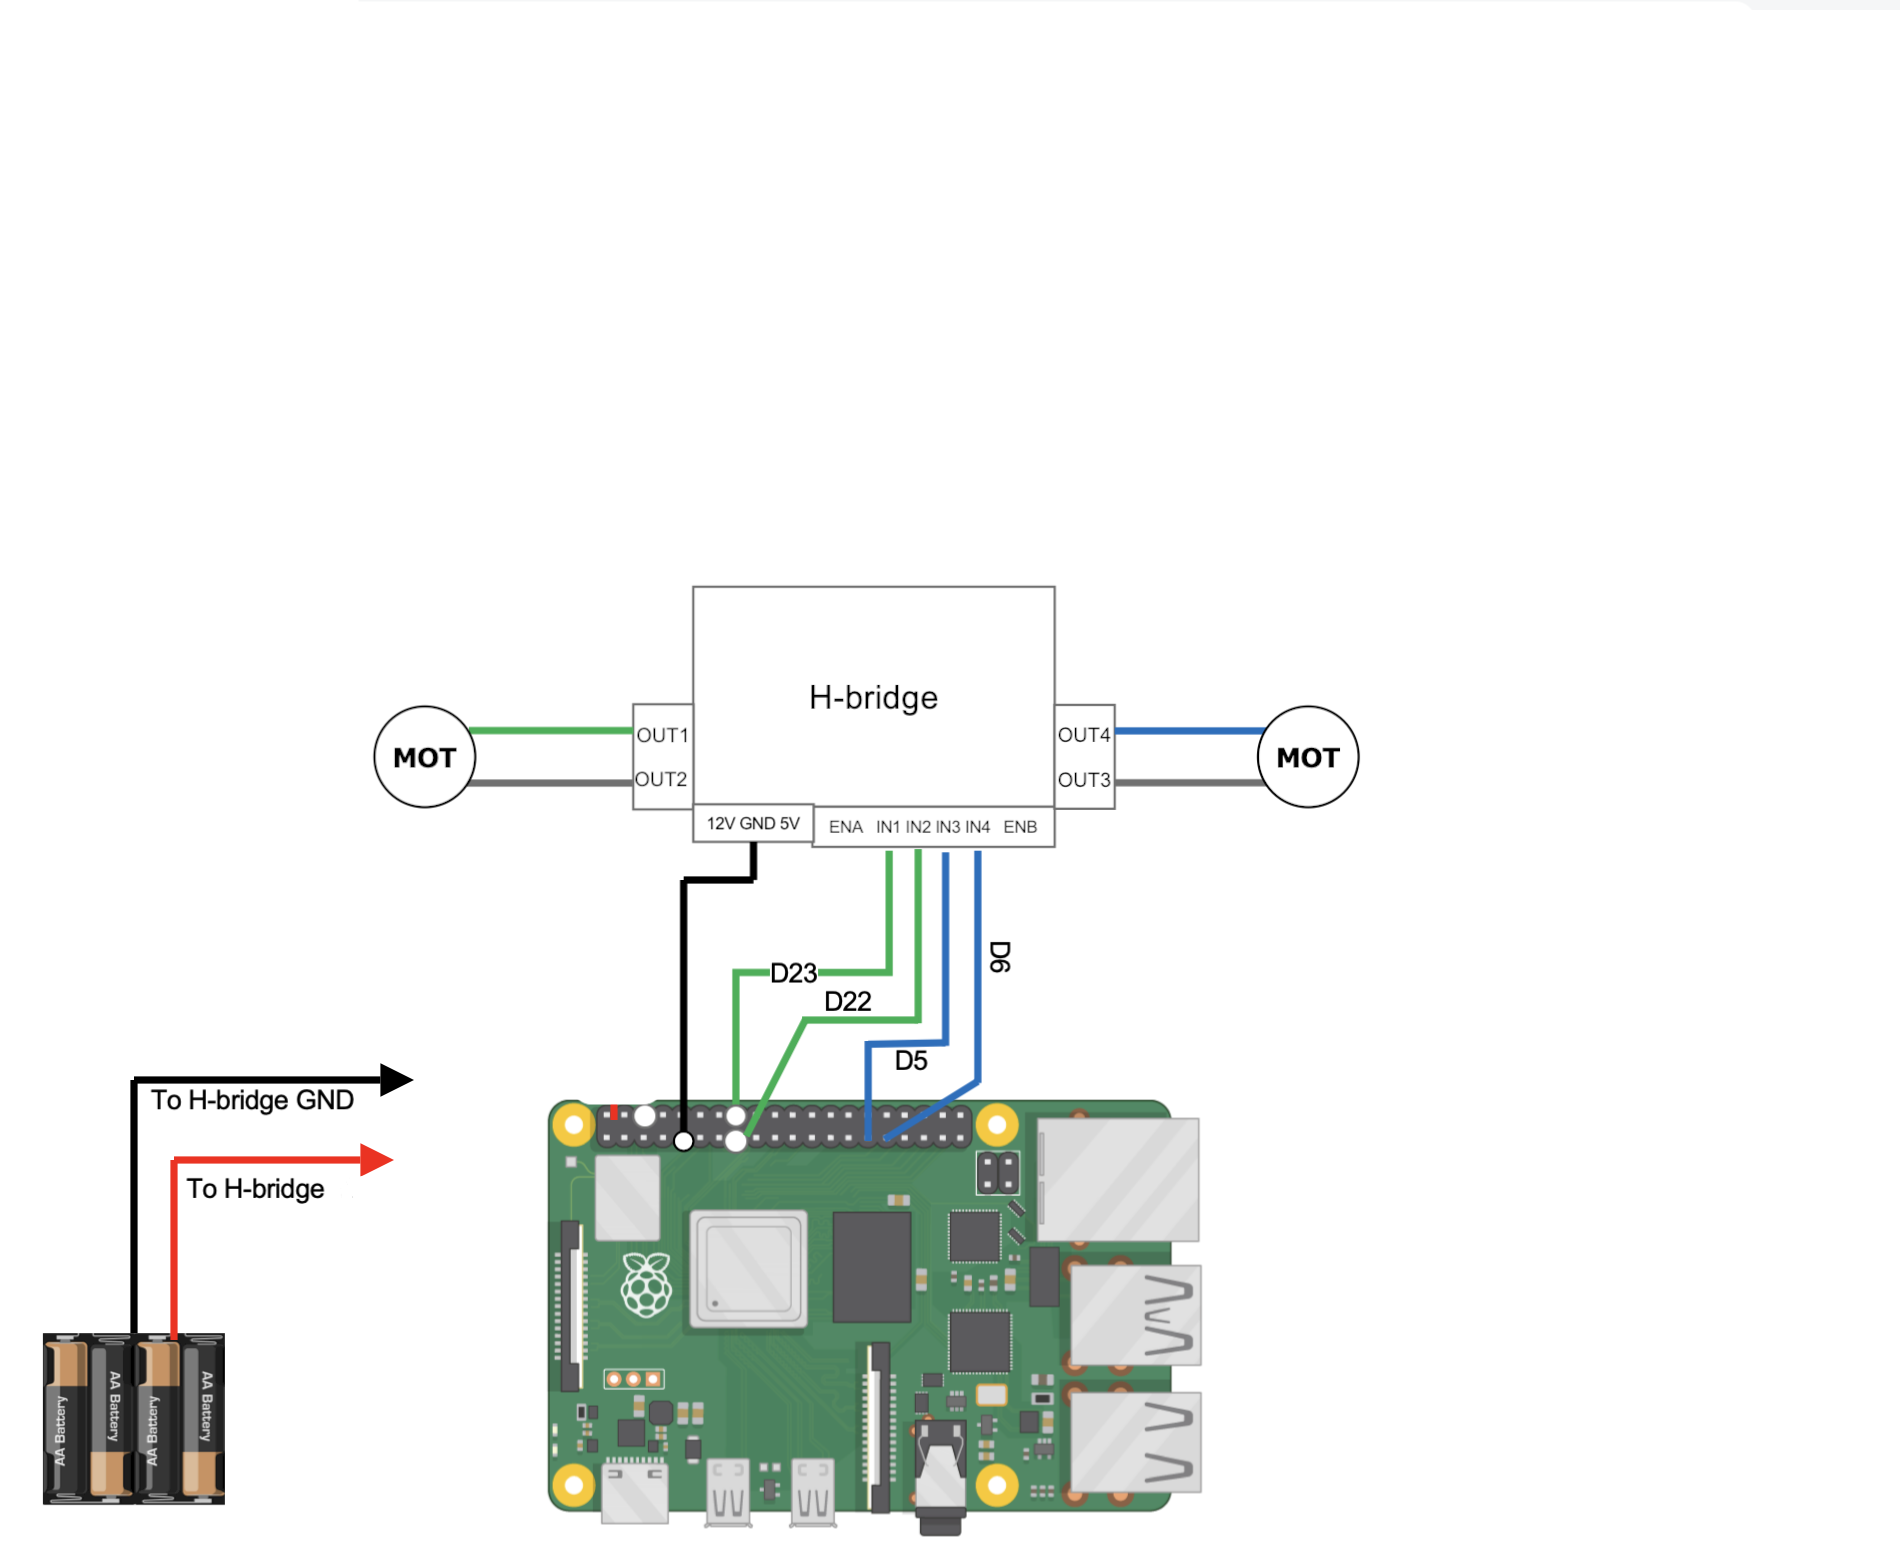 H-bridge
OUT1
OUT4
MOT
MOT
OUT2
OUT3
12V GND 5V
ENA IN1 IN2 IN3 IN4 ENB
D6
D23
D22
D5
To H-bridge GND
To H-bridge
AA Battery
AA Battery
AA Battery
AA Battery